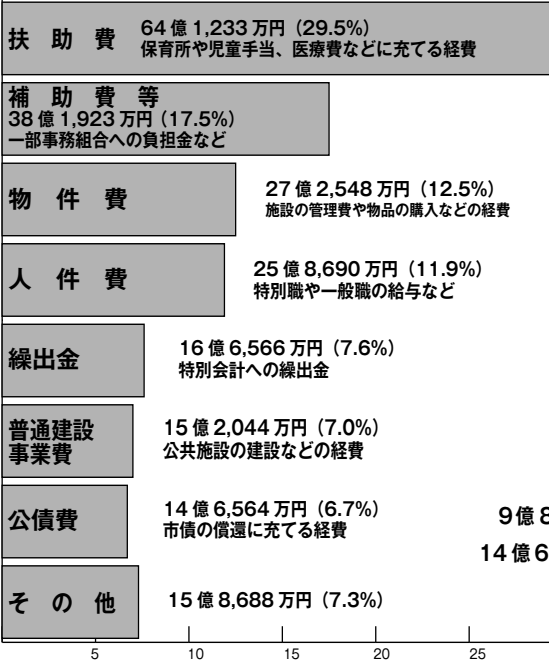 扶助費 64億1,233万円（29.5%）
保育所や児童手当、医療費などに充てる経費
補助費等
38億1,923万円（17.5%）
一部事務組合への負担金など
物件費 27億2,548万円（12.5%）
施設の管理費や物品の購入などの経費
人件費 25億8,690万円（11.9%）
特別職や一般職の給与など
繰出金 16億6,566万円（7.6%）
特別会計への繰出金
普通建設
事業費
15億2,044万円（7.0%）
公共施設の建設などの経費
公債費 14億6,564万円（6.7%）
市債の償還に充てる経費
9億8
14億6
その他 15億8,688万円（7.3%）
5 10 15 20 25